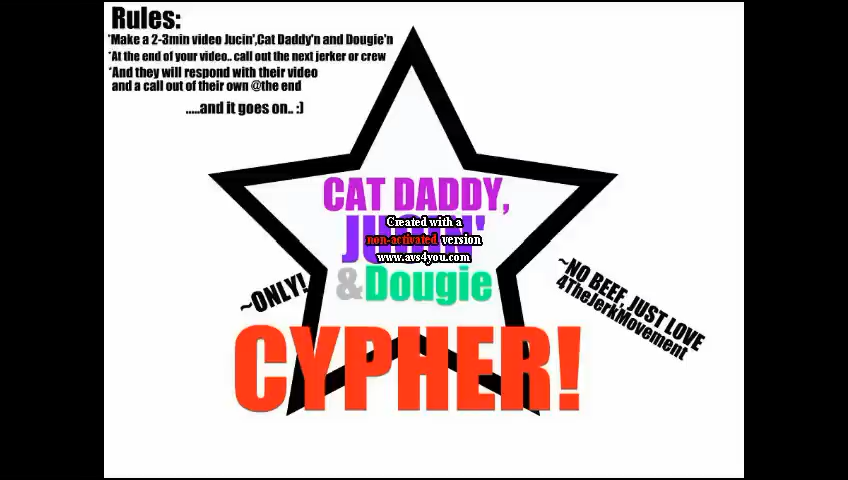 Rules:
*Make a 2-3min video Jucin',Cat Daddy'n and Dougie'n
*At the end of your video.. call out the next jerker or crew
*And they will respond with their video
and a call out of their own @the end
.....and it goes on.. :)
CAT DADDY,
JUCIN'
Created with a
non-activated version
www.avs4you.com
&Dougie
~ONLY!
~NO BEEF, JUST LOVE
4TheJerkMovement
CYPHER!